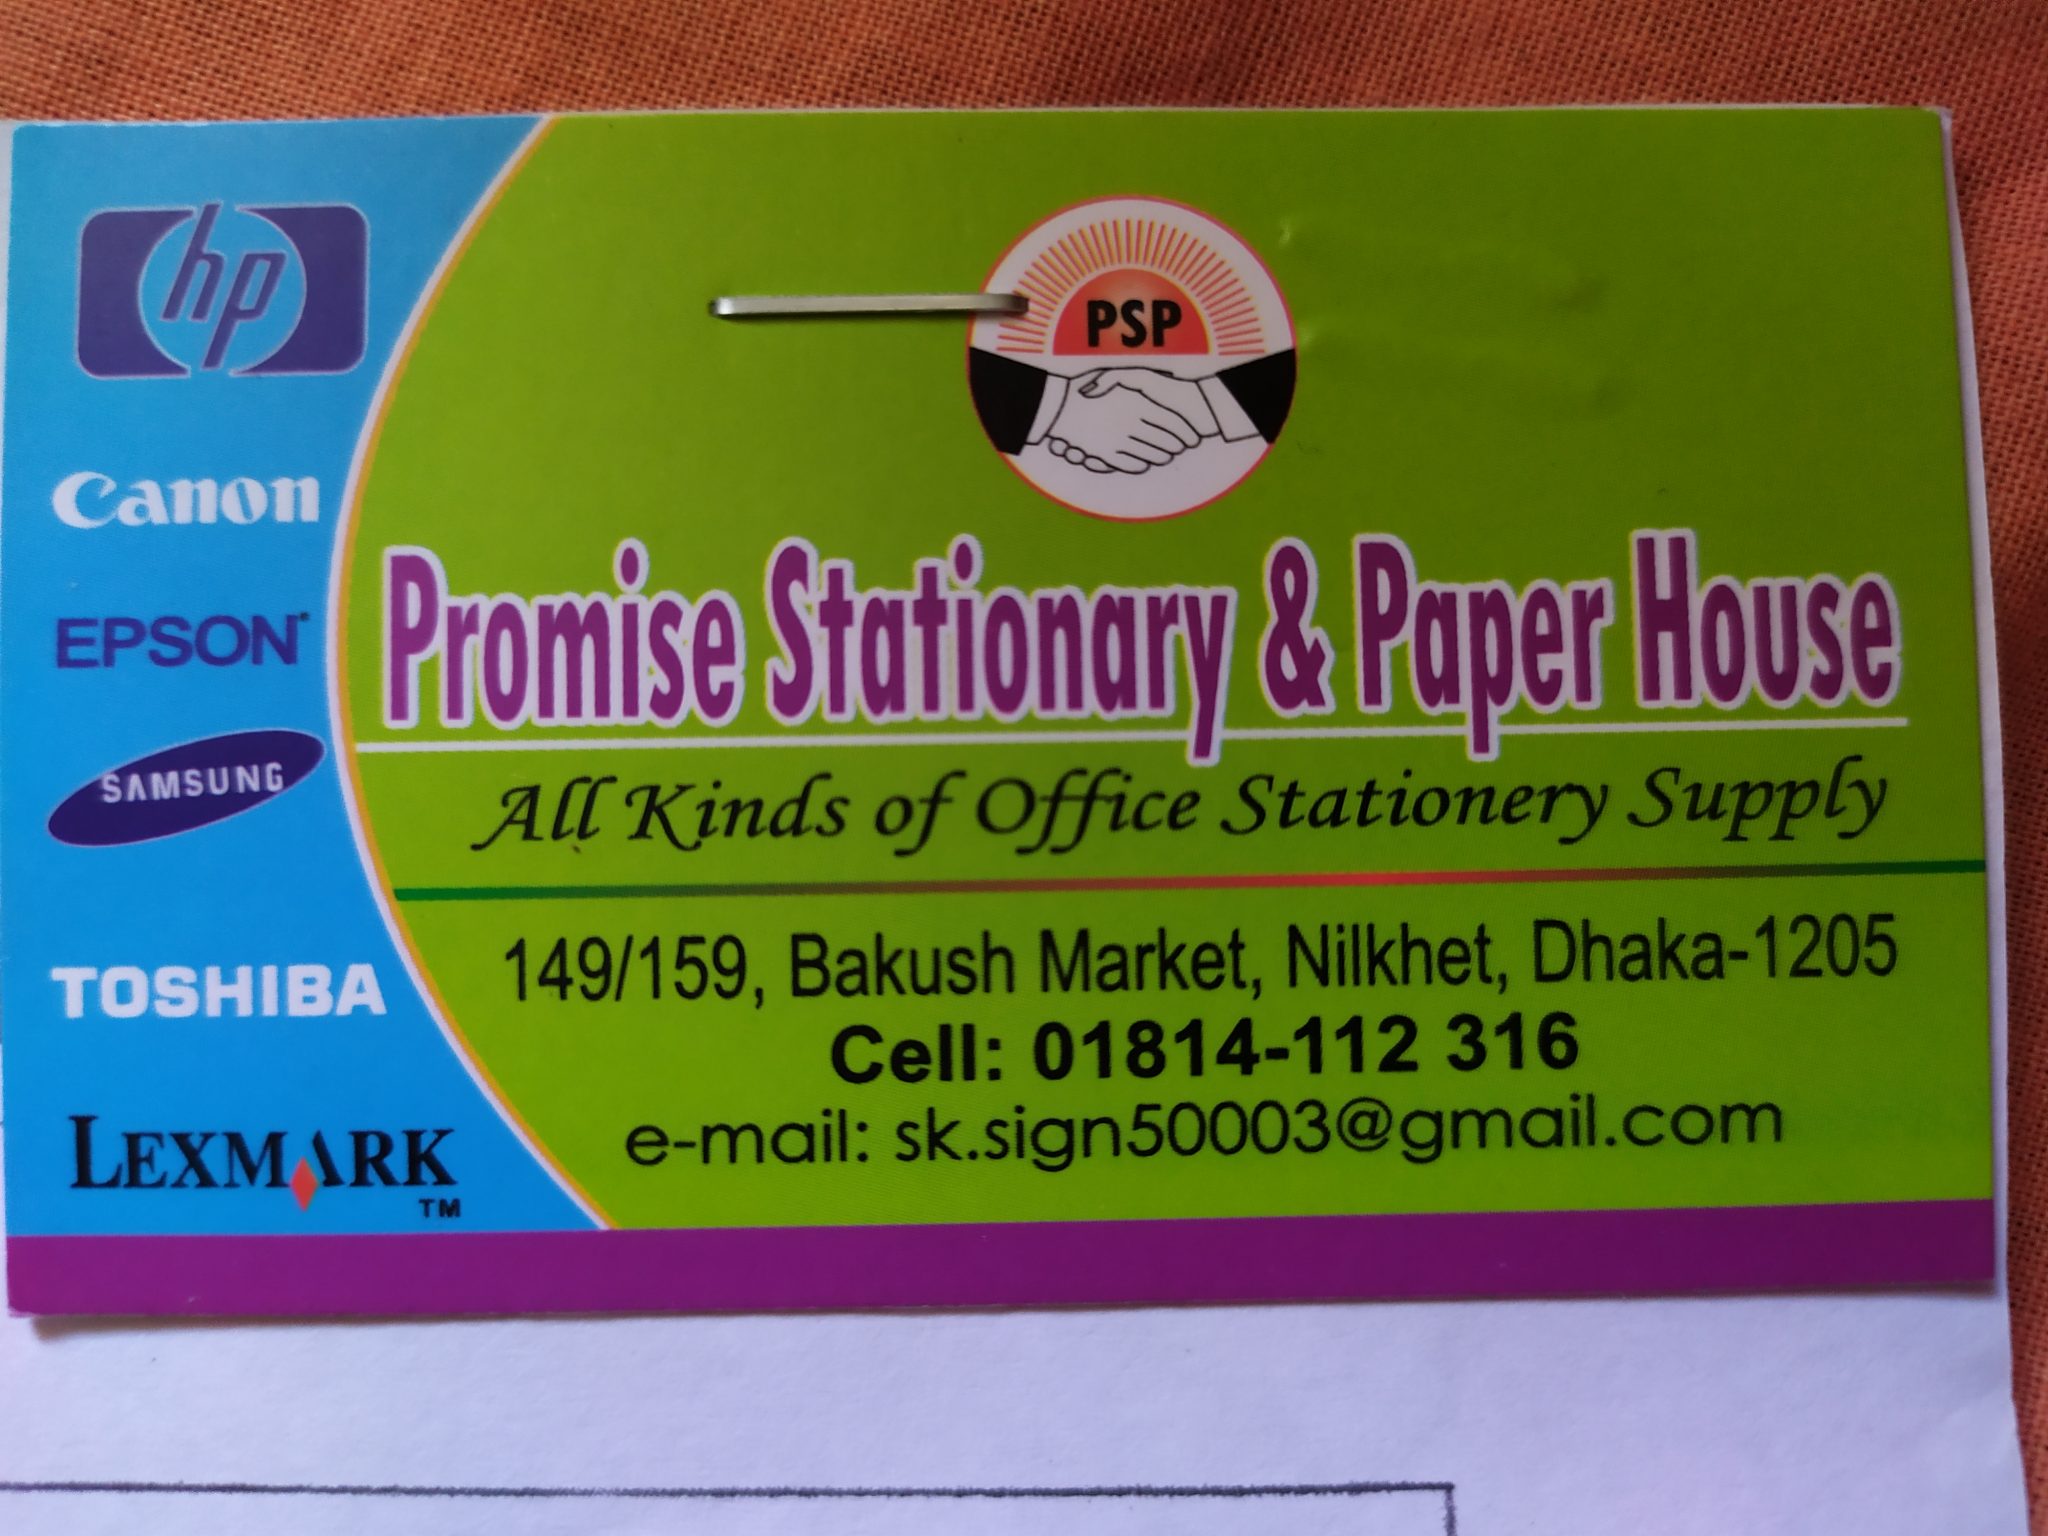 hp
Canon
EPSON
SAMSUNG
TOSHIBA
LEXMARK
TM
PSP
Promise Stationary & Paper House
All Kinds of Office Stationery Supply
149/159, Bakush Market, Nilkhet, Dhaka-1205
Cell: 01814-112 316
e-mail: sk.sign50003@gmail.com